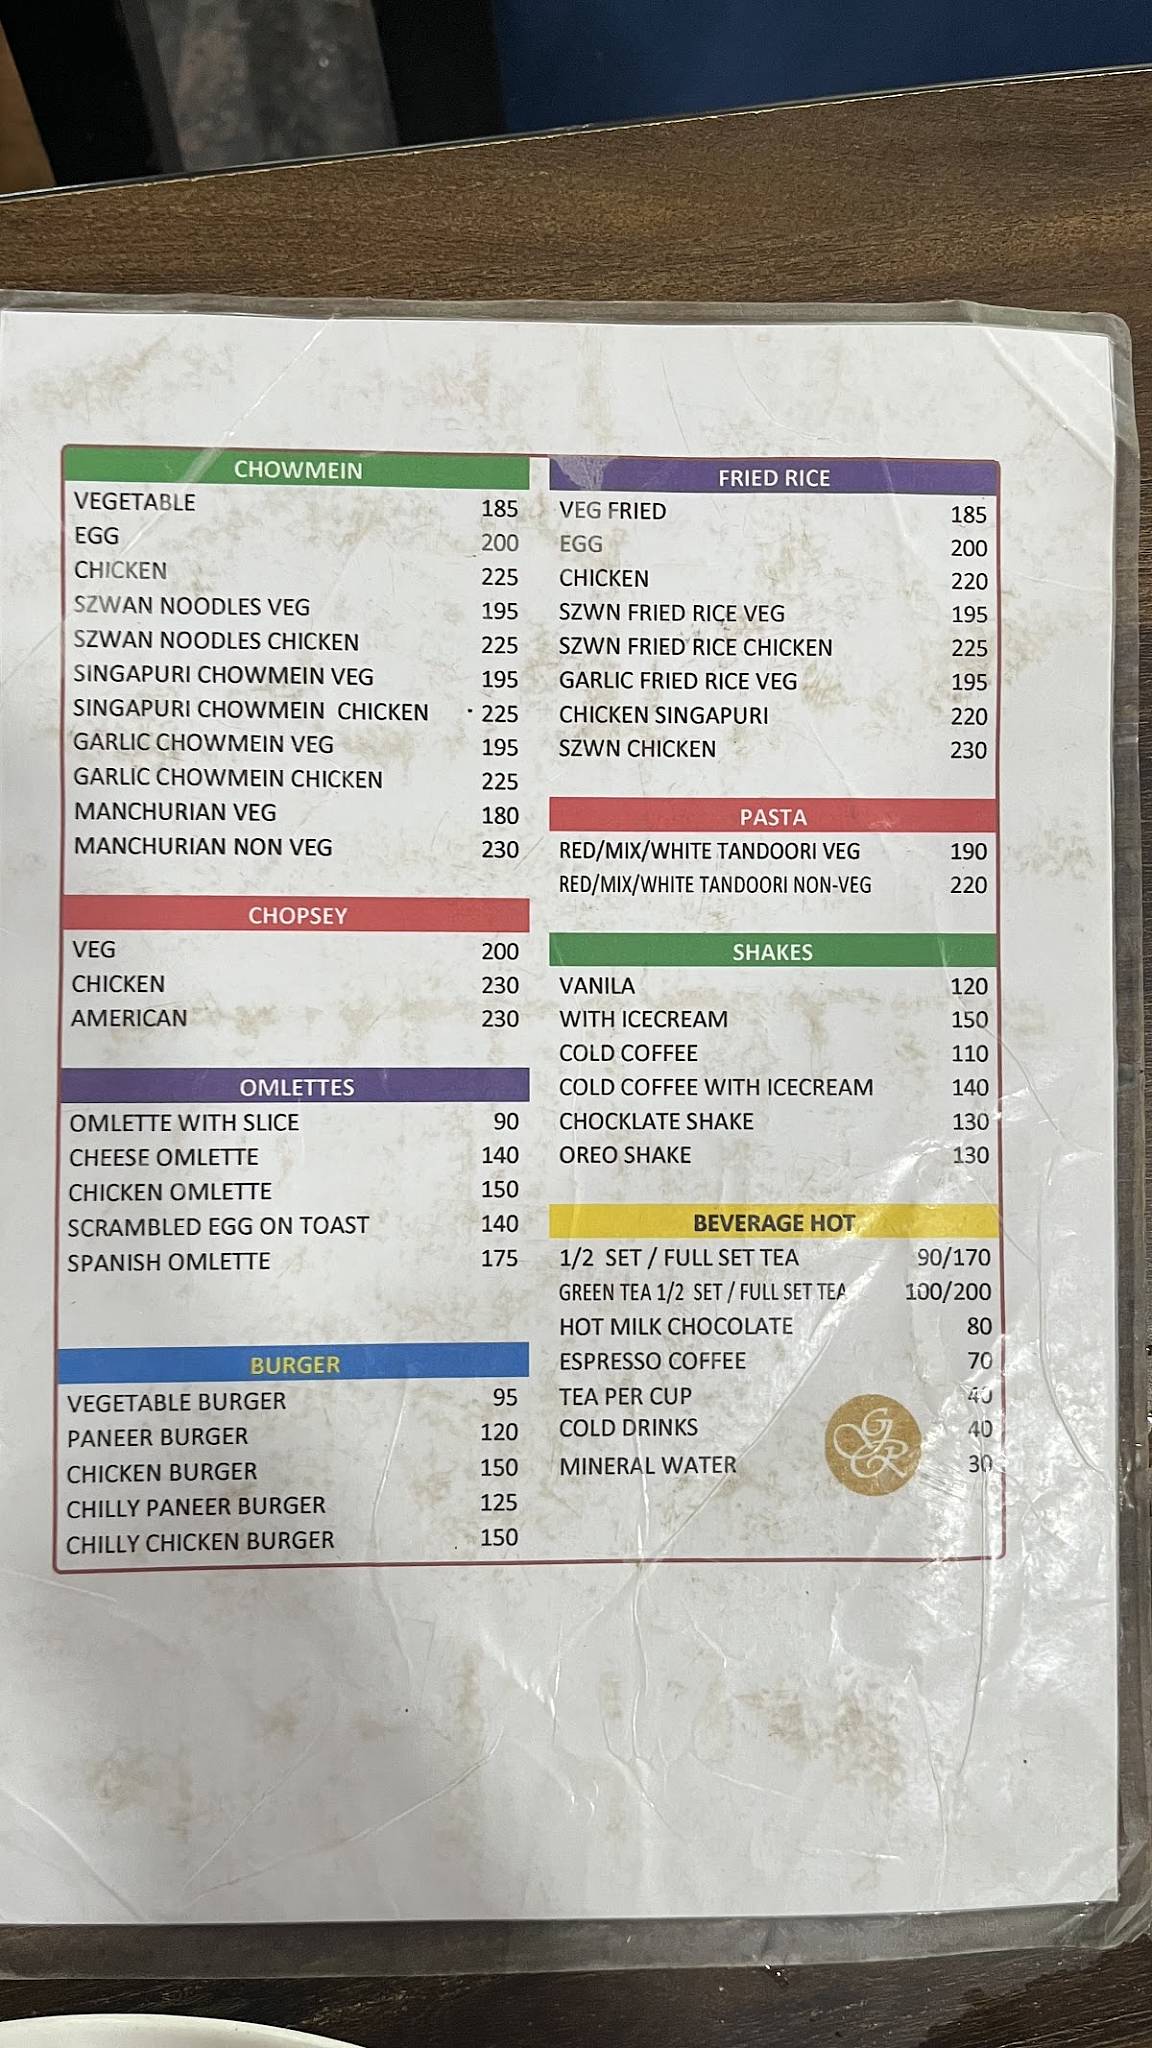 CHOWMEIN
VEGETABLE 185
EGG 200
CHICKEN 225
SZWAN NOODLES VEG 195
SZWAN NOODLES CHICKEN 225
SINGAPURI CHOWMEIN VEG 195
SINGAPURI CHOWMEIN CHICKEN 225
GARLIC CHOWMEIN VEG 195
GARLIC CHOWMEIN CHICKEN 225
MANCHURIAN VEG 180
MANCHURIAN NON VEG 230
CHOPSEY
VEG 200
CHICKEN 230
AMERICAN 230
OMLETTES
OMLETTE WITH SLICE 90
CHEESE OMLETTE 140
CHICKEN OMLETTE 150
SCRAMBLED EGG ON TOAST 140
SPANISH OMLETTE 175
BURGER
VEGETABLE BURGER 95
PANEER BURGER 120
CHICKEN BURGER 150
CHILLY PANEER BURGER 125
CHILLY CHICKEN BURGER 150
FRIED RICE
VEG FRIED 185
EGG 200
CHICKEN 220
SZWN FRIED RICE VEG 195
SZWN FRIED RICE CHICKEN 225
GARLIC FRIED RICE VEG 195
CHICKEN SINGAPURI 220
SZWN CHICKEN 230
PASTA
RED/MIX/WHITE TANDOORI VEG 190
RED/MIX/WHITE TANDOORI NON-VEG 220
SHAKES
VANILA 120
WITH ICECREAM 150
COLD COFFEE 110
COLD COFFEE WITH ICECREAM 140
CHOCKLATE SHAKE 130
OREO SHAKE 130
BEVERAGE HOT
1/2 SET / FULL SET TEA 90/170
GREEN TEA 1/2 SET / FULL SET TEA 100/200
HOT MILK CHOCOLATE 80
ESPRESSO COFFEE 70
TEA PER CUP 40
COLD DRINKS 40
MINERAL WATER 30